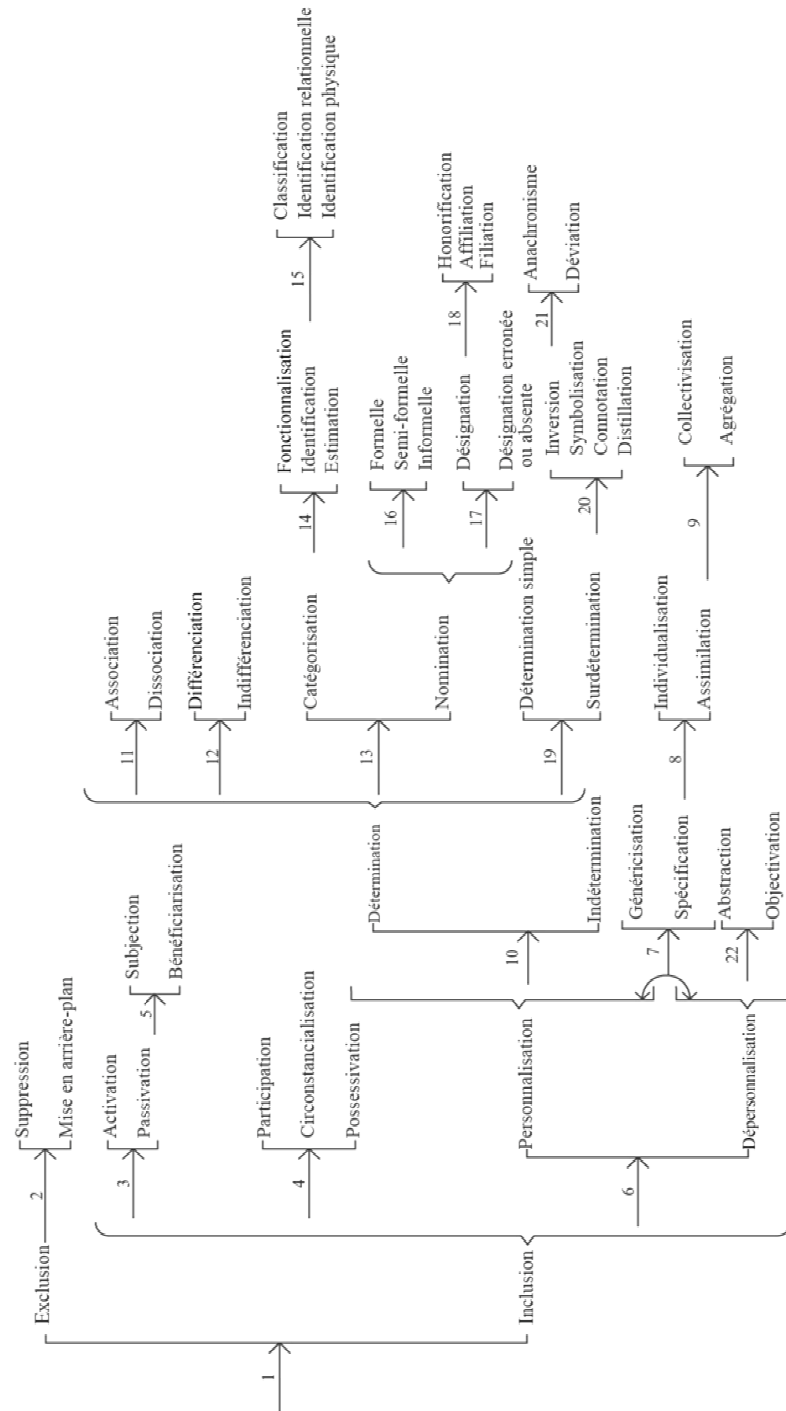 1
Exclusion
Inclusion
2
Suppression
Mise en arrière-plan
3
Activation
Passivation
5
Subjection
Bénéficiarisation
4
Participation
Circonstancialisation
Possessivation
6
Personnalisation
Dépersonnalisation
10
Détermination
Indétermination
7
Généricisation
Spécification
22
Abstraction
Objectivation
11
Association
Dissociation
12
Différenciation
Indifférenciation
13
Catégorisation
Nomination
19
Détermination simple
Surdétermination
8
Individualisation
Assimilation
14
Fonctionnalisation
Identification
Estimation
16
Formelle
Semi-formelle
Informelle
17
Désignation
Désignation erronée
ou absente
20
Inversion
Symbolisation
Connotation
Distillation
9
Collectivisation
Agrégation
15
Classification
Identification relationnelle
Identification physique
18
Honorification
Affiliation
Filiation
21
Anachronisme
Déviation